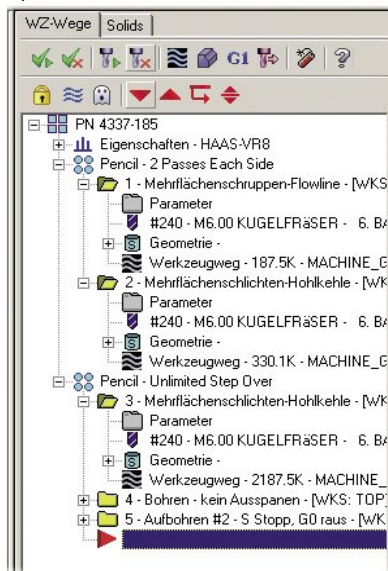 WZ-Wege Solids
G1
PN 4337-185
Eigenschaften - HAAS-VR8
Pencil - 2 Passes Each Side
1 - Mehrflächenschruppen-Flowline - [WKS
Parameter
#240 - M6.00 KUGELFRäSER - 6. BA
Geometrie -
Werkzeugweg - 187.5K - MACHINE_G
2 - Mehrflächenschlichten-Hohlkehle - [WK
Parameter
#240 - M6.00 KUGELFRäSER - 6. BA
Geometrie -
Werkzeugweg - 330.1K - MACHINE_G
Pencil - Unlimited Step Over
3 - Mehrflächenschlichten-Hohlkehle - [WK
Parameter
#240 - M6.00 KUGELFRäSER - 6. BA
Geometrie -
Werkzeugweg - 2187.5K - MACHINE_
4 - Bohren - kein Ausspanen - [WKS: TOP]
5 - Aufbohren #2 - S Stopp, G0 raus - [WK